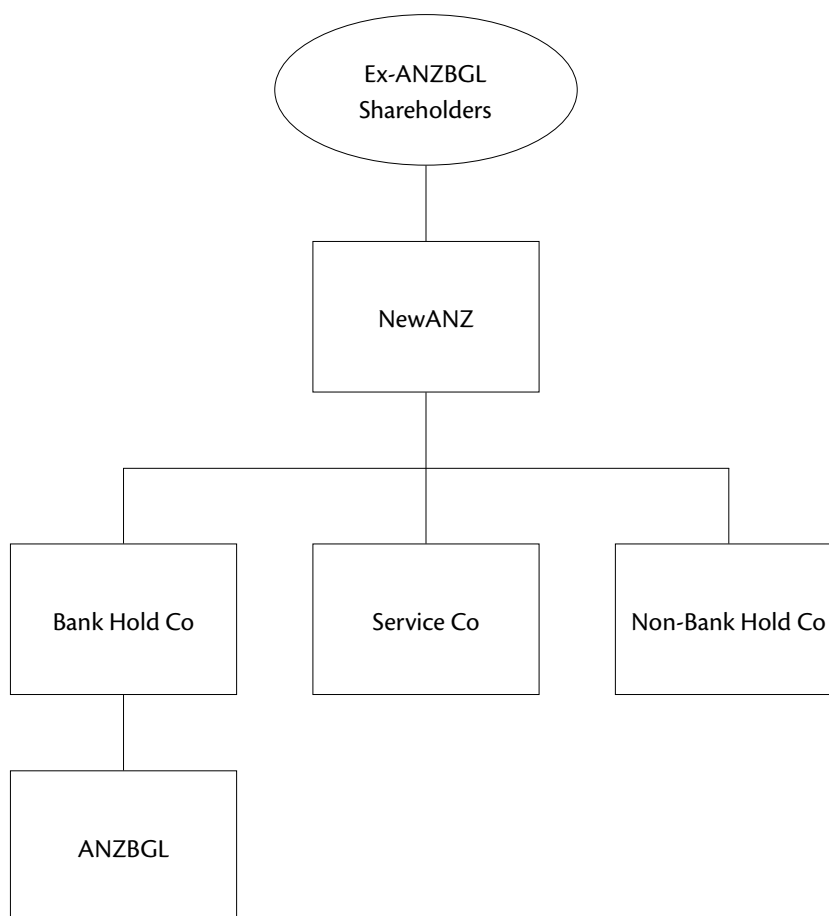 Ex-ANZBGL
Shareholders
NewANZ
Bank Hold Co
Service Co
Non-Bank Hold Co
ANZBGL